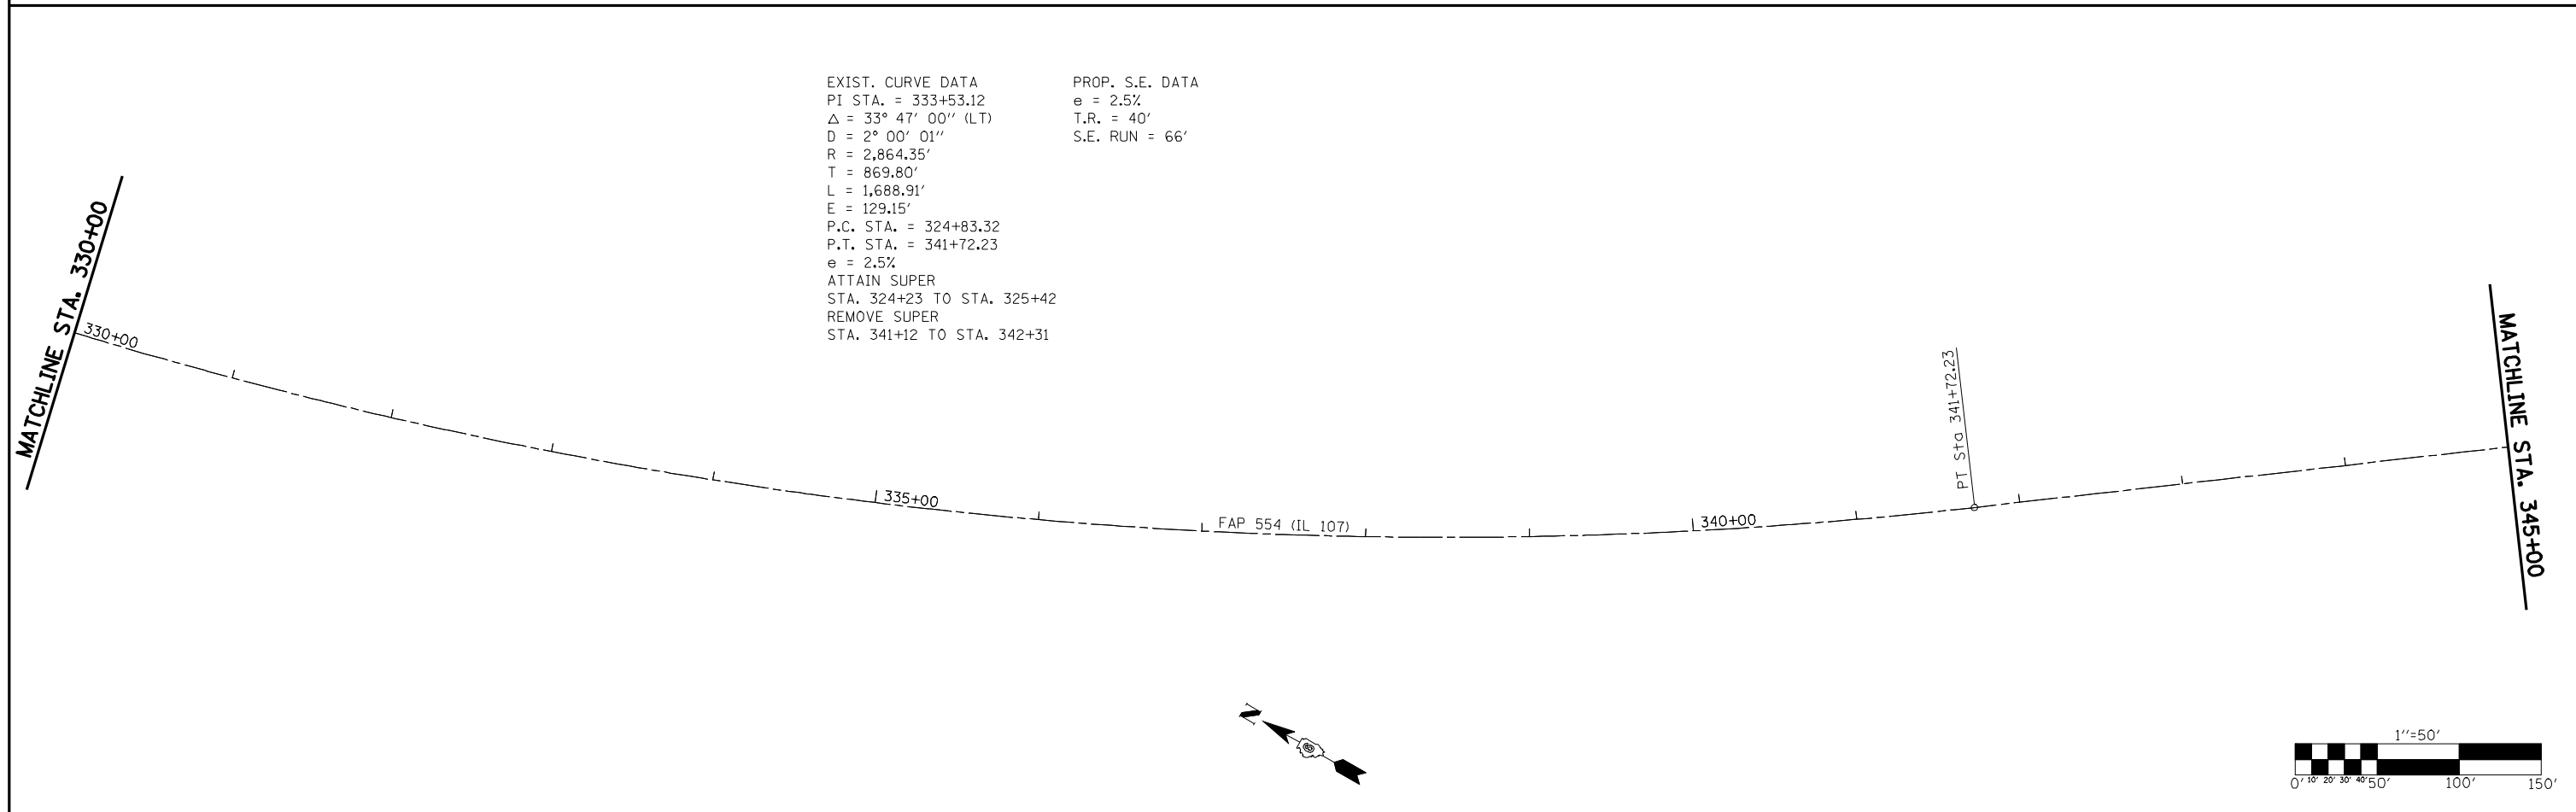 EXIST. CURVE DATA
PI STA. = 333+53.12
△ = 33° 47' 00'' (LT)
D = 2° 00' 01''
R = 2,864.35'
T = 869.80'
L = 1,688.91'
E = 129.15'
P.C. STA. = 324+83.32
P.T. STA. = 341+72.23
e = 2.5%
ATTAIN SUPER
STA. 324+23 TO STA. 325+42
REMOVE SUPER
STA. 341+12 TO STA. 342+31
PROP. S.E. DATA
e = 2.5%
T.R. = 40'
S.E. RUN = 66'
MATCHLINE STA. 330+00
330+00
335+00
FAP 554 (IL 107)
340+00
PT Sta 341+72.23
MATCHLINE STA. 345+00
N
1''=50'
0' 10' 20' 30' 40' 50' 100' 150'